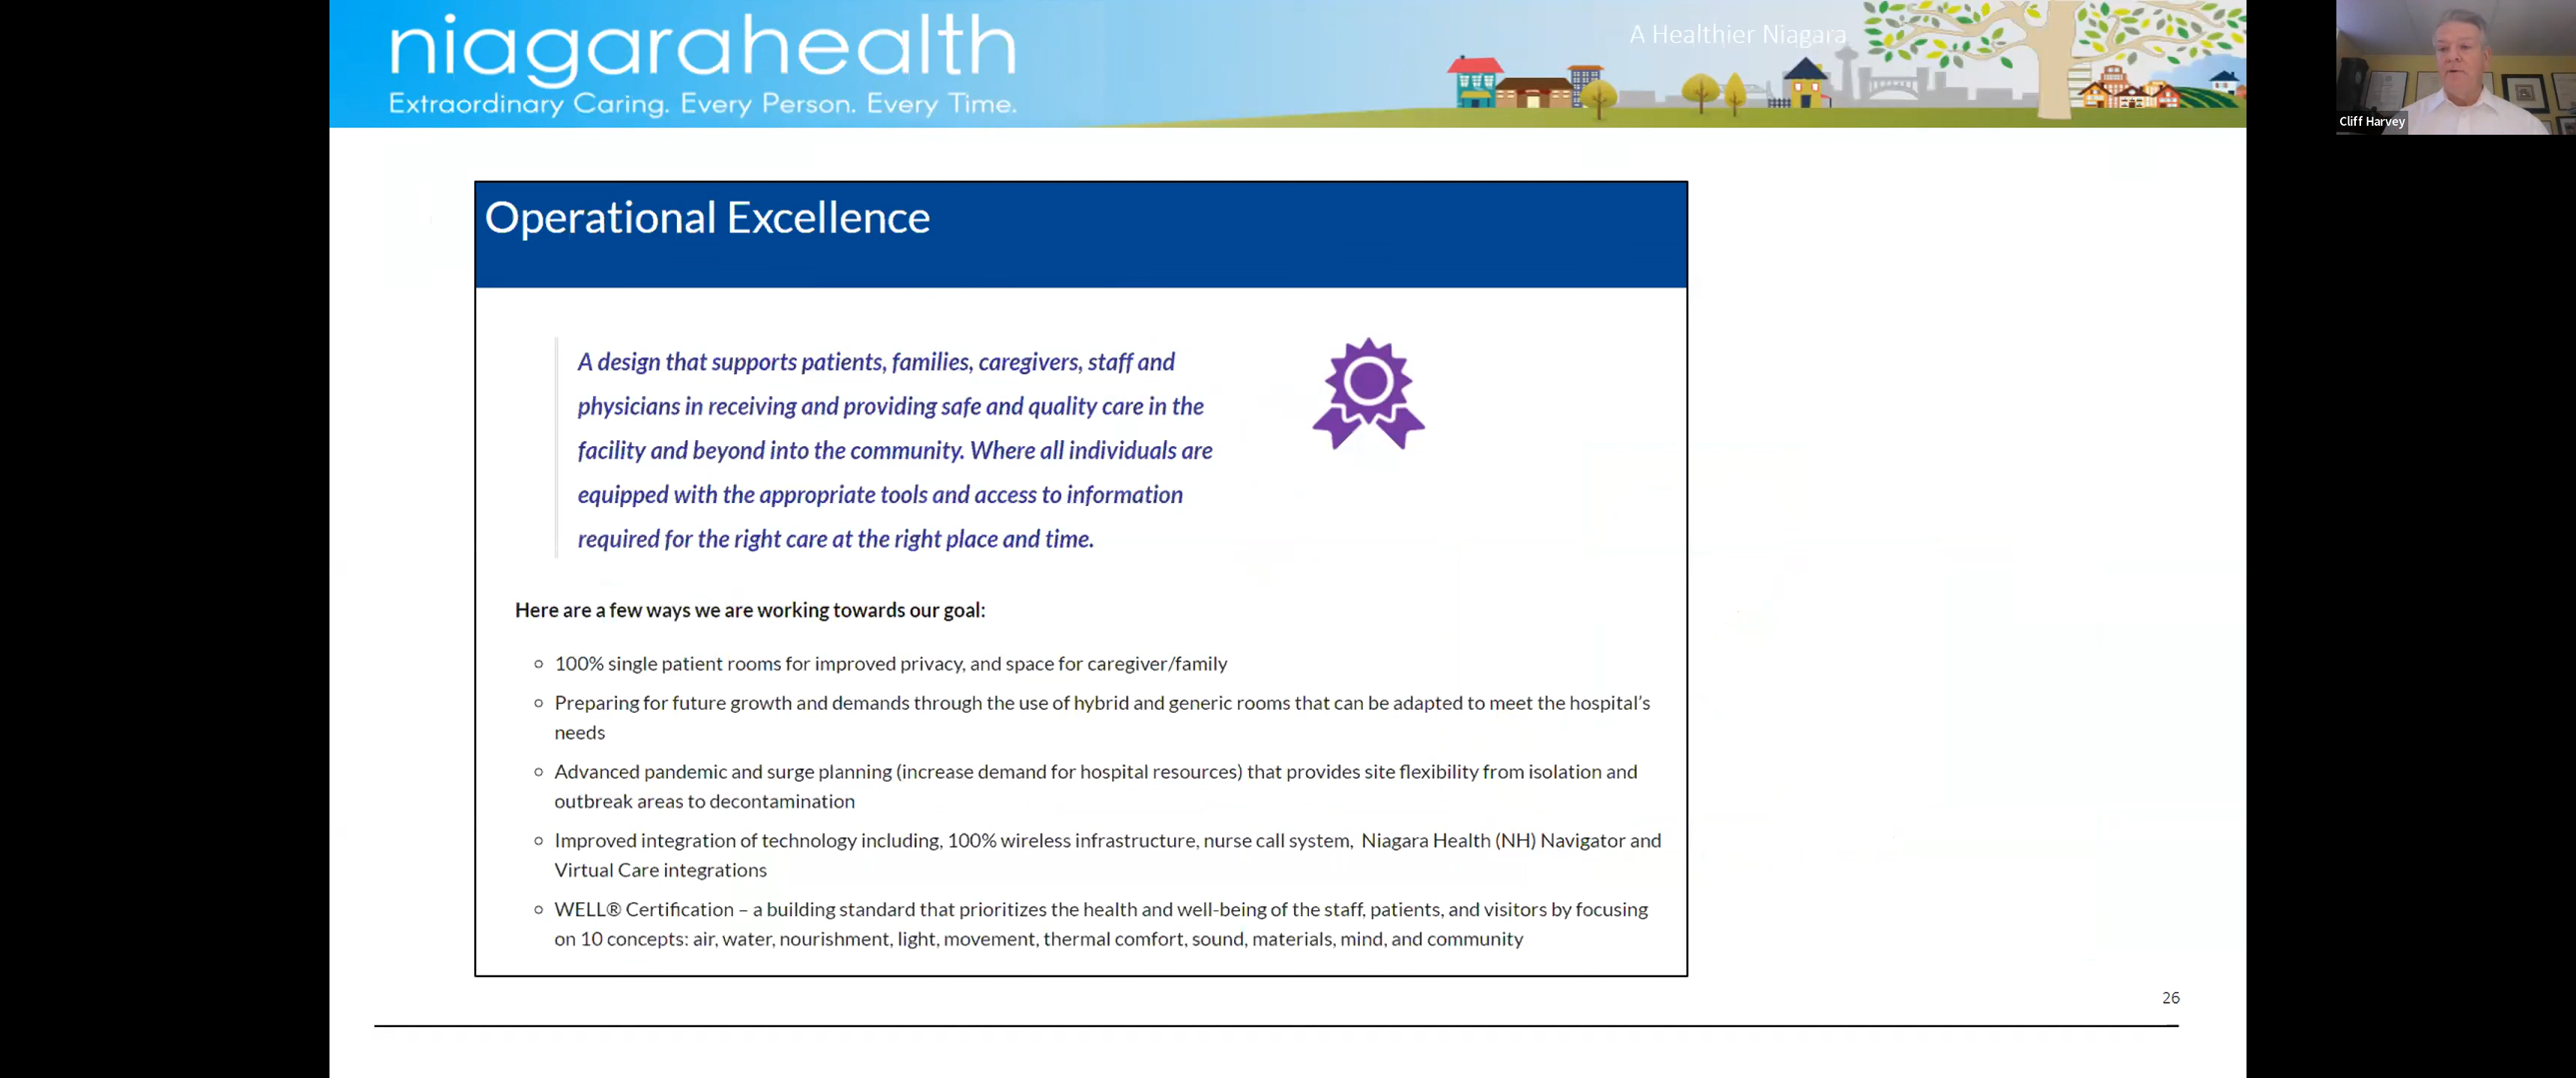 niagarahealth
Extraordinary Caring. Every Person. Every Time.
A Healthier Niagara
Cliff Harvey
Operational Excellence
A design that supports patients, families, caregivers, staff and
physicians in receiving and providing safe and quality care in the
facility and beyond into the community. Where all individuals are
equipped with the appropriate tools and access to information
required for the right care at the right place and time.
Here are a few ways we are working towards our goal:
100% single patient rooms for improved privacy, and space for caregiver/family
Preparing for future growth and demands through the use of hybrid and generic rooms that can be adapted to meet the hospital’s
needs
Advanced pandemic and surge planning (increase demand for hospital resources) that provides site flexibility from isolation and
outbreak areas to decontamination
Improved integration of technology including, 100% wireless infrastructure, nurse call system, Niagara Health (NH) Navigator and
Virtual Care integrations
WELL® Certification – a building standard that prioritizes the health and well-being of the staff, patients, and visitors by focusing
on 10 concepts: air, water, nourishment, light, movement, thermal comfort, sound, materials, mind, and community
26